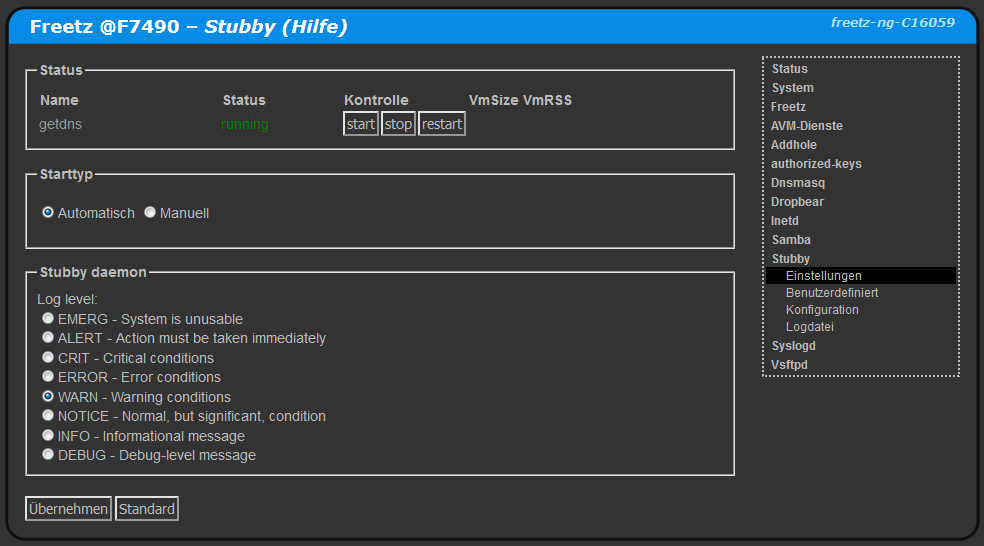 Freetz @F7490 – Stubby (Hilfe)
freetz-ng-C16059
Status
Name Status Kontrolle VmSize VmRSS
getdns running start stop restart
Starttyp
Automatisch Manuell
Stubby daemon
Log level:
EMERG - System is unusable
ALERT - Action must be taken immediately
CRIT - Critical conditions
ERROR - Error conditions
WARN - Warning conditions
NOTICE - Normal, but significant, condition
INFO - Informational message
DEBUG - Debug-level message
Übernehmen Standard
Status
System
Freetz
AVM-Dienste
Addhole
authorized-keys
Dnsmasq
Dropbear
Inetd
Samba
Stubby
Einstellungen
Benutzerdefiniert
Konfiguration
Logdatei
Syslogd
Vsftpd